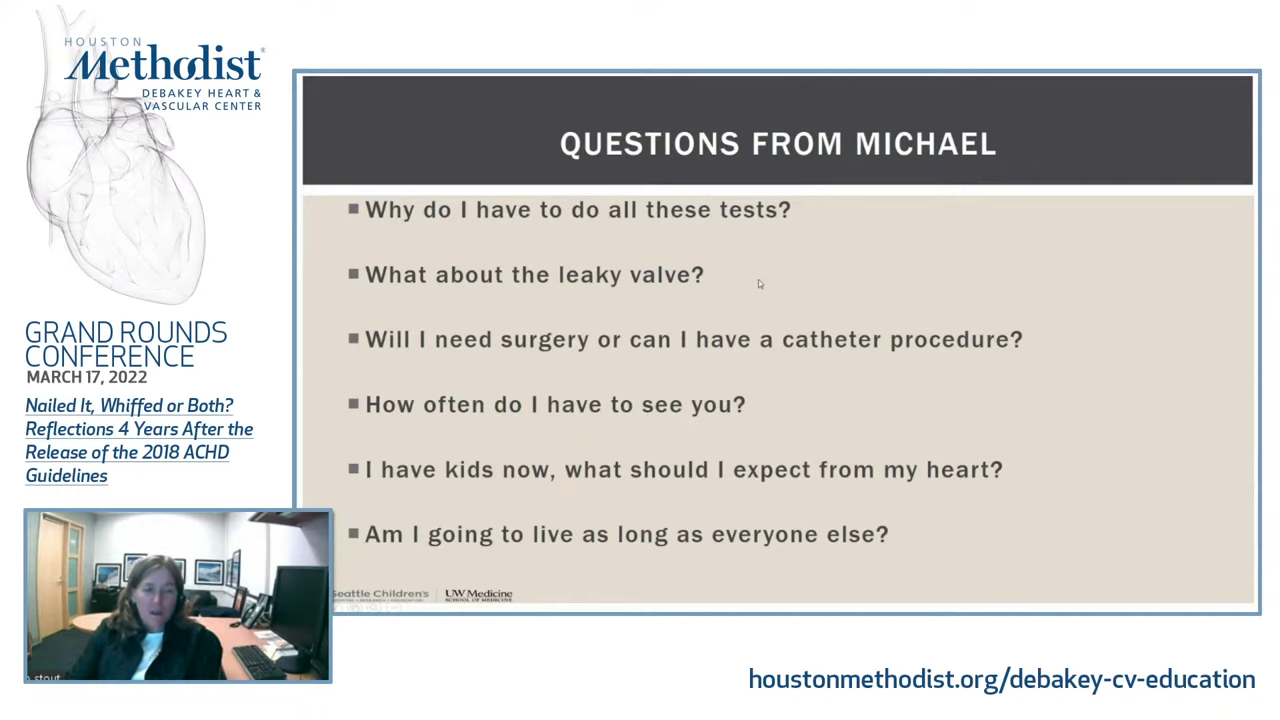 HOUSTON
Methodist®
DEBAKEY HEART &
VASCULAR CENTER
GRAND ROUNDS
CONFERENCE
MARCH 17, 2022
Nailed It, Whiffed or Both?
Reflections 4 Years After the
Release of the 2018 ACHD
Guidelines
QUESTIONS FROM MICHAEL
Why do I have to do all these tests?
What about the leaky valve?
Will I need surgery or can I have a catheter procedure?
How often do I have to see you?
I have kids now, what should I expect from my heart?
Am I going to live as long as everyone else?
Seattle Children's
UW Medicine
SCHOOL OF MEDICINE
stout
houstonmethodist.org/debakey-cv-education